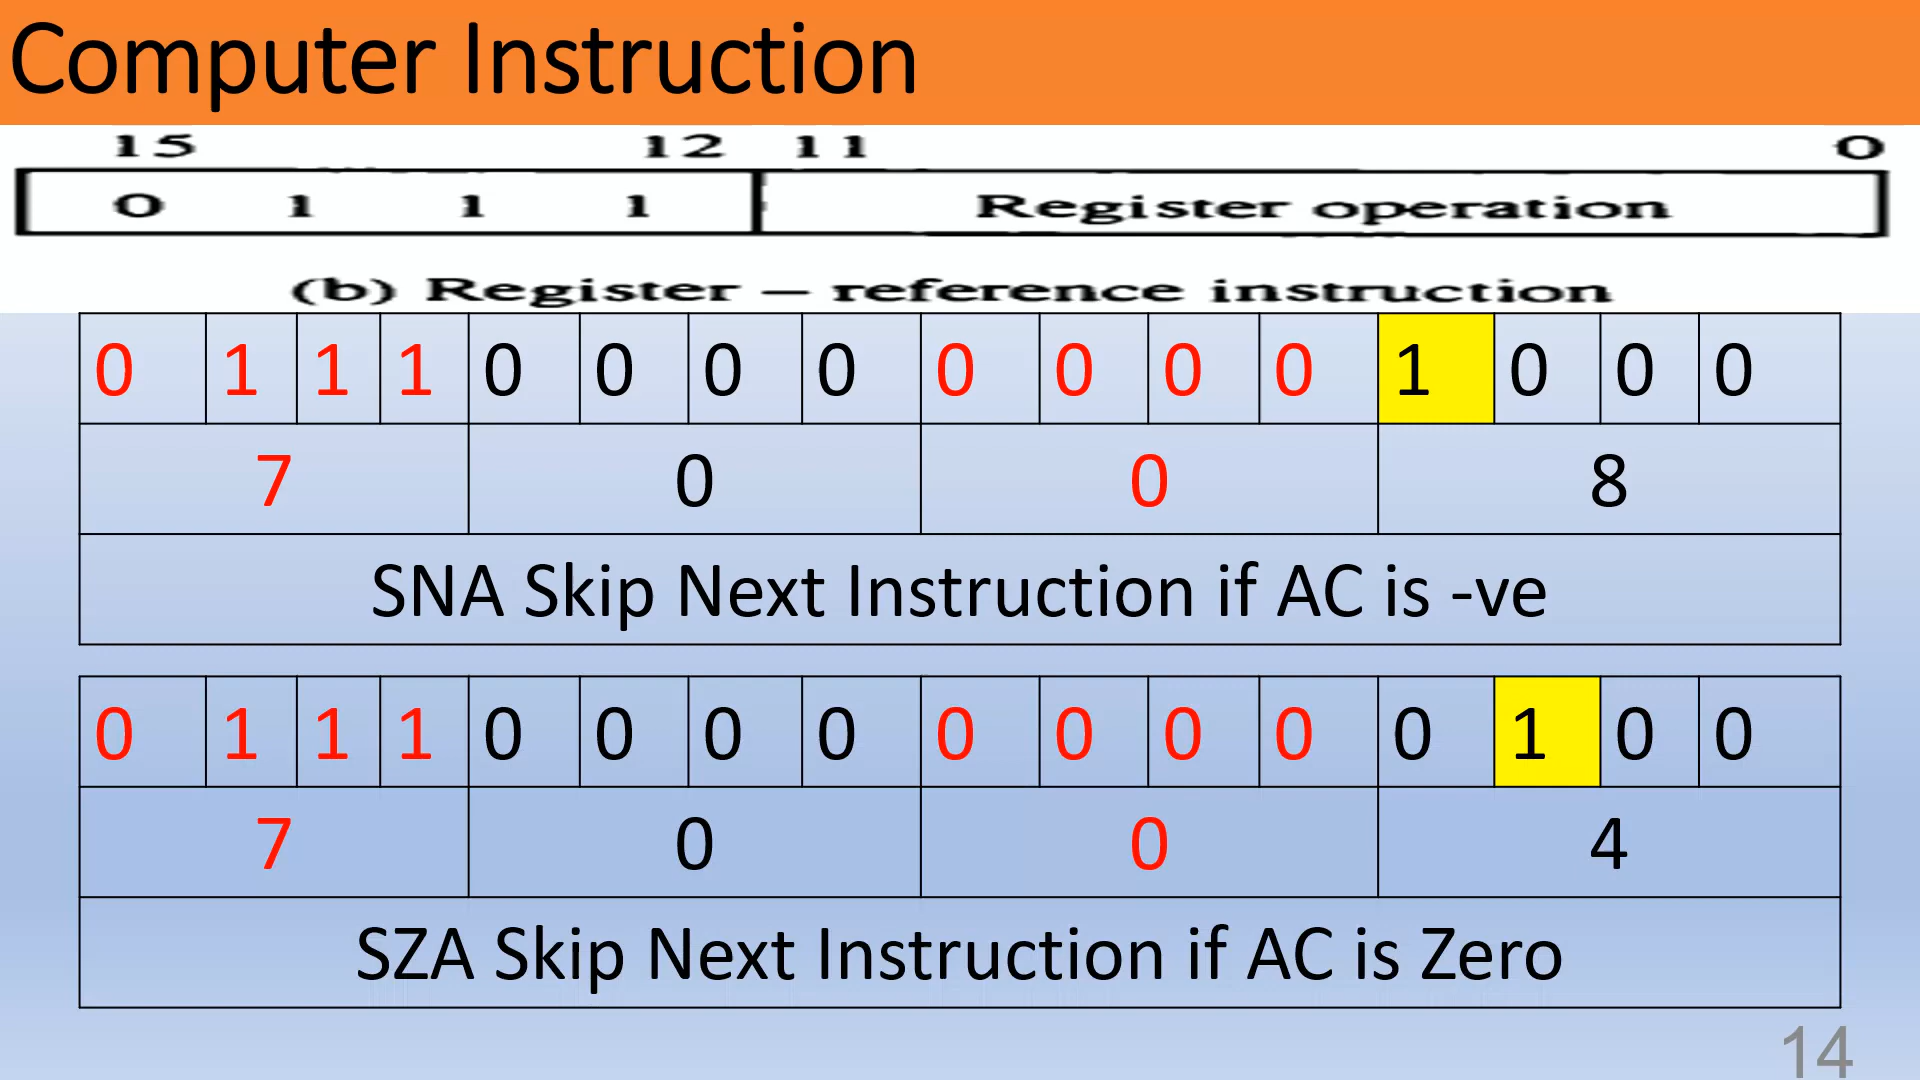 Computer Instruction
15 12 11 0
0 1 1 1 Register operation
(b) Register – reference instruction
0 1 1 1 0 0 0 0 0 0 0 0 1 0 0 0
7 0 0 8
SNA Skip Next Instruction if AC is -ve
0 1 1 1 0 0 0 0 0 0 0 0 0 1 0 0
7 0 0 4
SZA Skip Next Instruction if AC is Zero
14